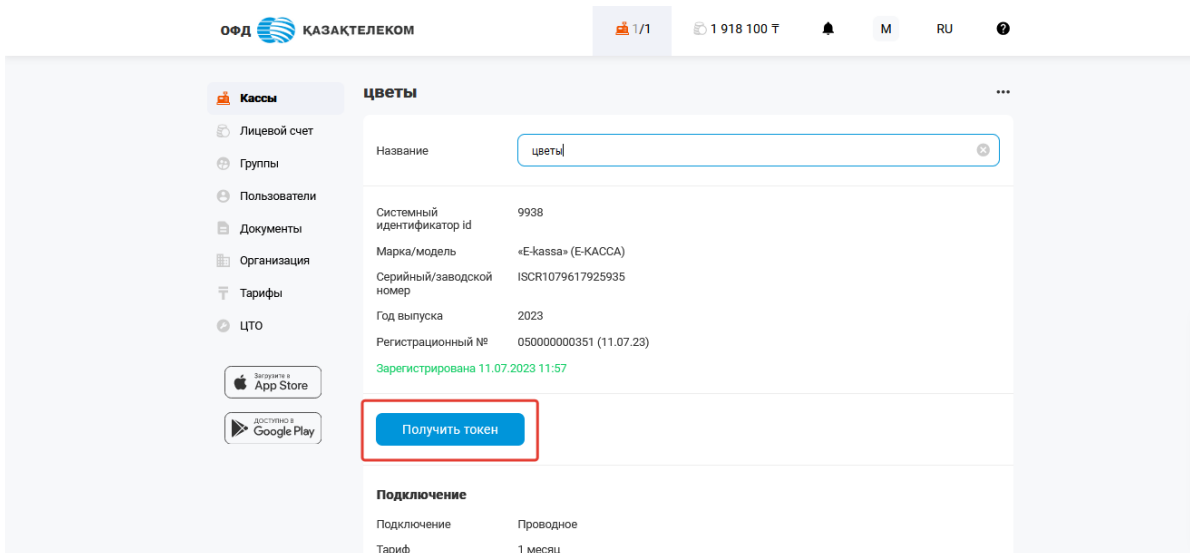 ОФД ҚАЗАҚТЕЛЕКОМ
1/1
1 918 100 ₸
M
RU
Кассы
Лицевой счет
Группы
Пользователи
Документы
Организация
Тарифы
ЦТО
Загрузите в
App Store
ДОСТУПНО В
Google Play
цветы
Название
цветы
Системный
идентификатор id
9938
Марка/модель
«E-kassa» (Е-КАССА)
Серийный/заводской
номер
ISCR1079617925935
Год выпуска
2023
Регистрационный №
050000000351 (11.07.23)
Зарегистрирована 11.07.2023 11:57
Получить токен
Подключение
Подключение
Проводное
Тариф
1 месяц